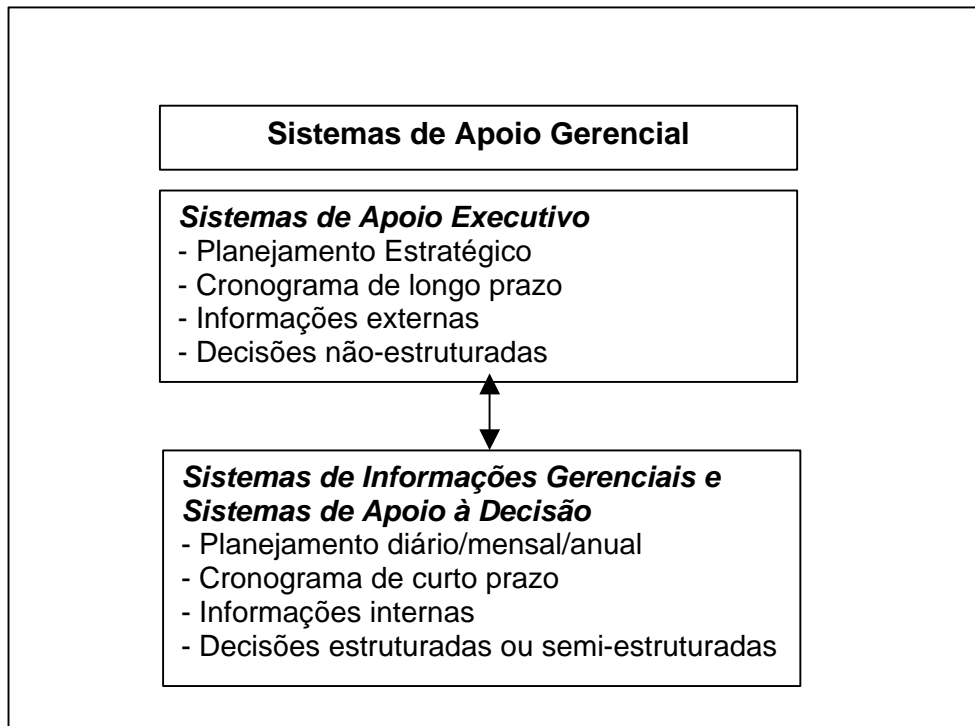 Sistemas de Apoio Gerencial
Sistemas de Apoio Executivo
- Planejamento Estratégico
- Cronograma de longo prazo
- Informações externas
- Decisões não-estruturadas
Sistemas de Informações Gerenciais e
Sistemas de Apoio à Decisão
- Planejamento diário/mensal/anual
- Cronograma de curto prazo
- Informações internas
- Decisões estruturadas ou semi-estruturadas